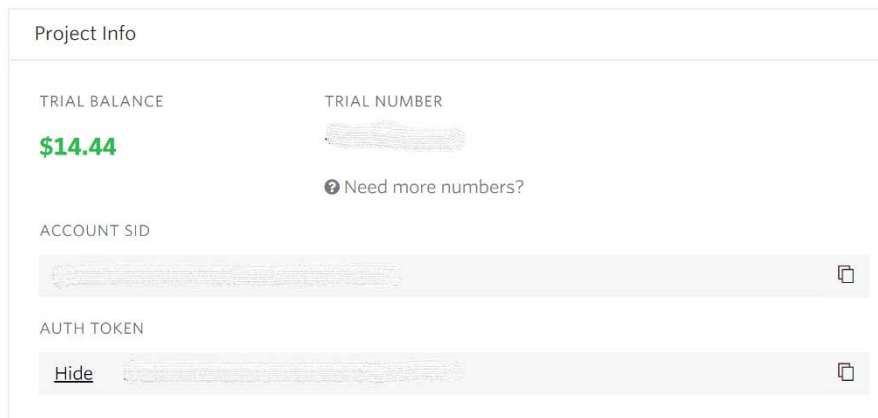 Project Info
TRIAL BALANCE
TRIAL NUMBER
$14.44
Need more numbers?
ACCOUNT SID
AUTH TOKEN
Hide